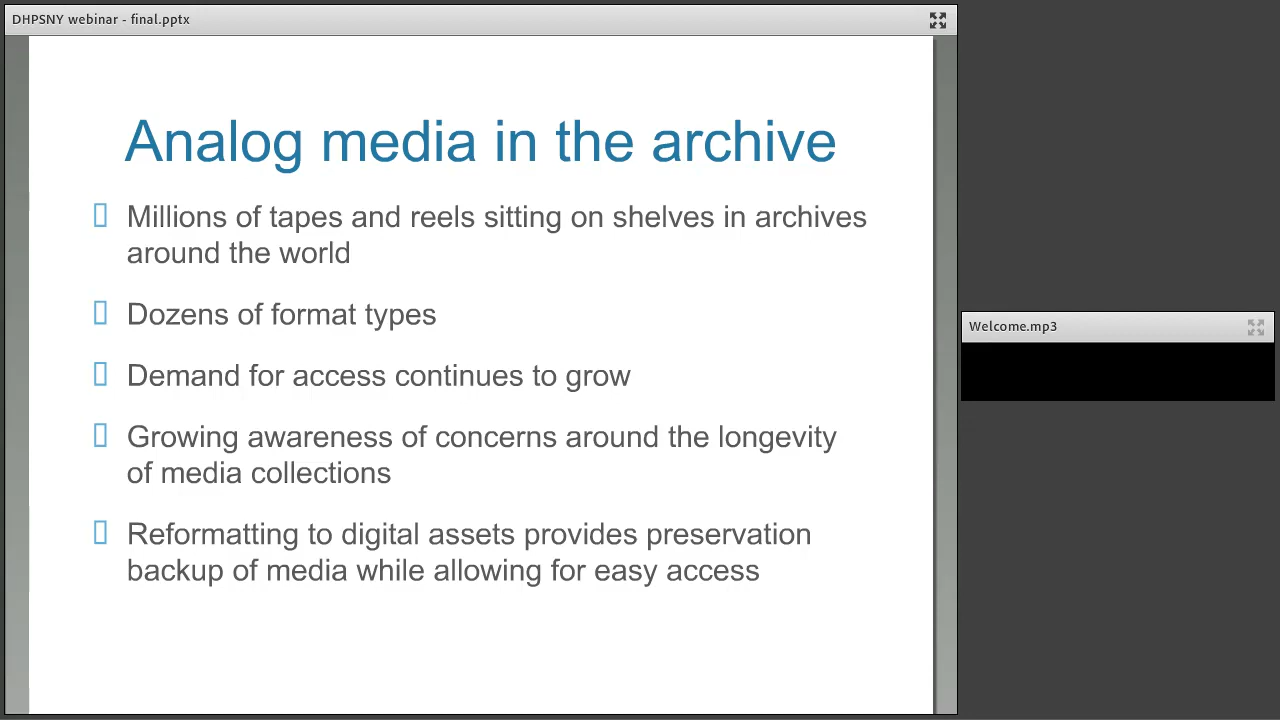 DHPSNY webinar - final.pptx
Analog media in the archive
Millions of tapes and reels sitting on shelves in archives
around the world
Dozens of format types
Demand for access continues to grow
Growing awareness of concerns around the longevity
of media collections
Reformatting to digital assets provides preservation
backup of media while allowing for easy access
Welcome.mp3